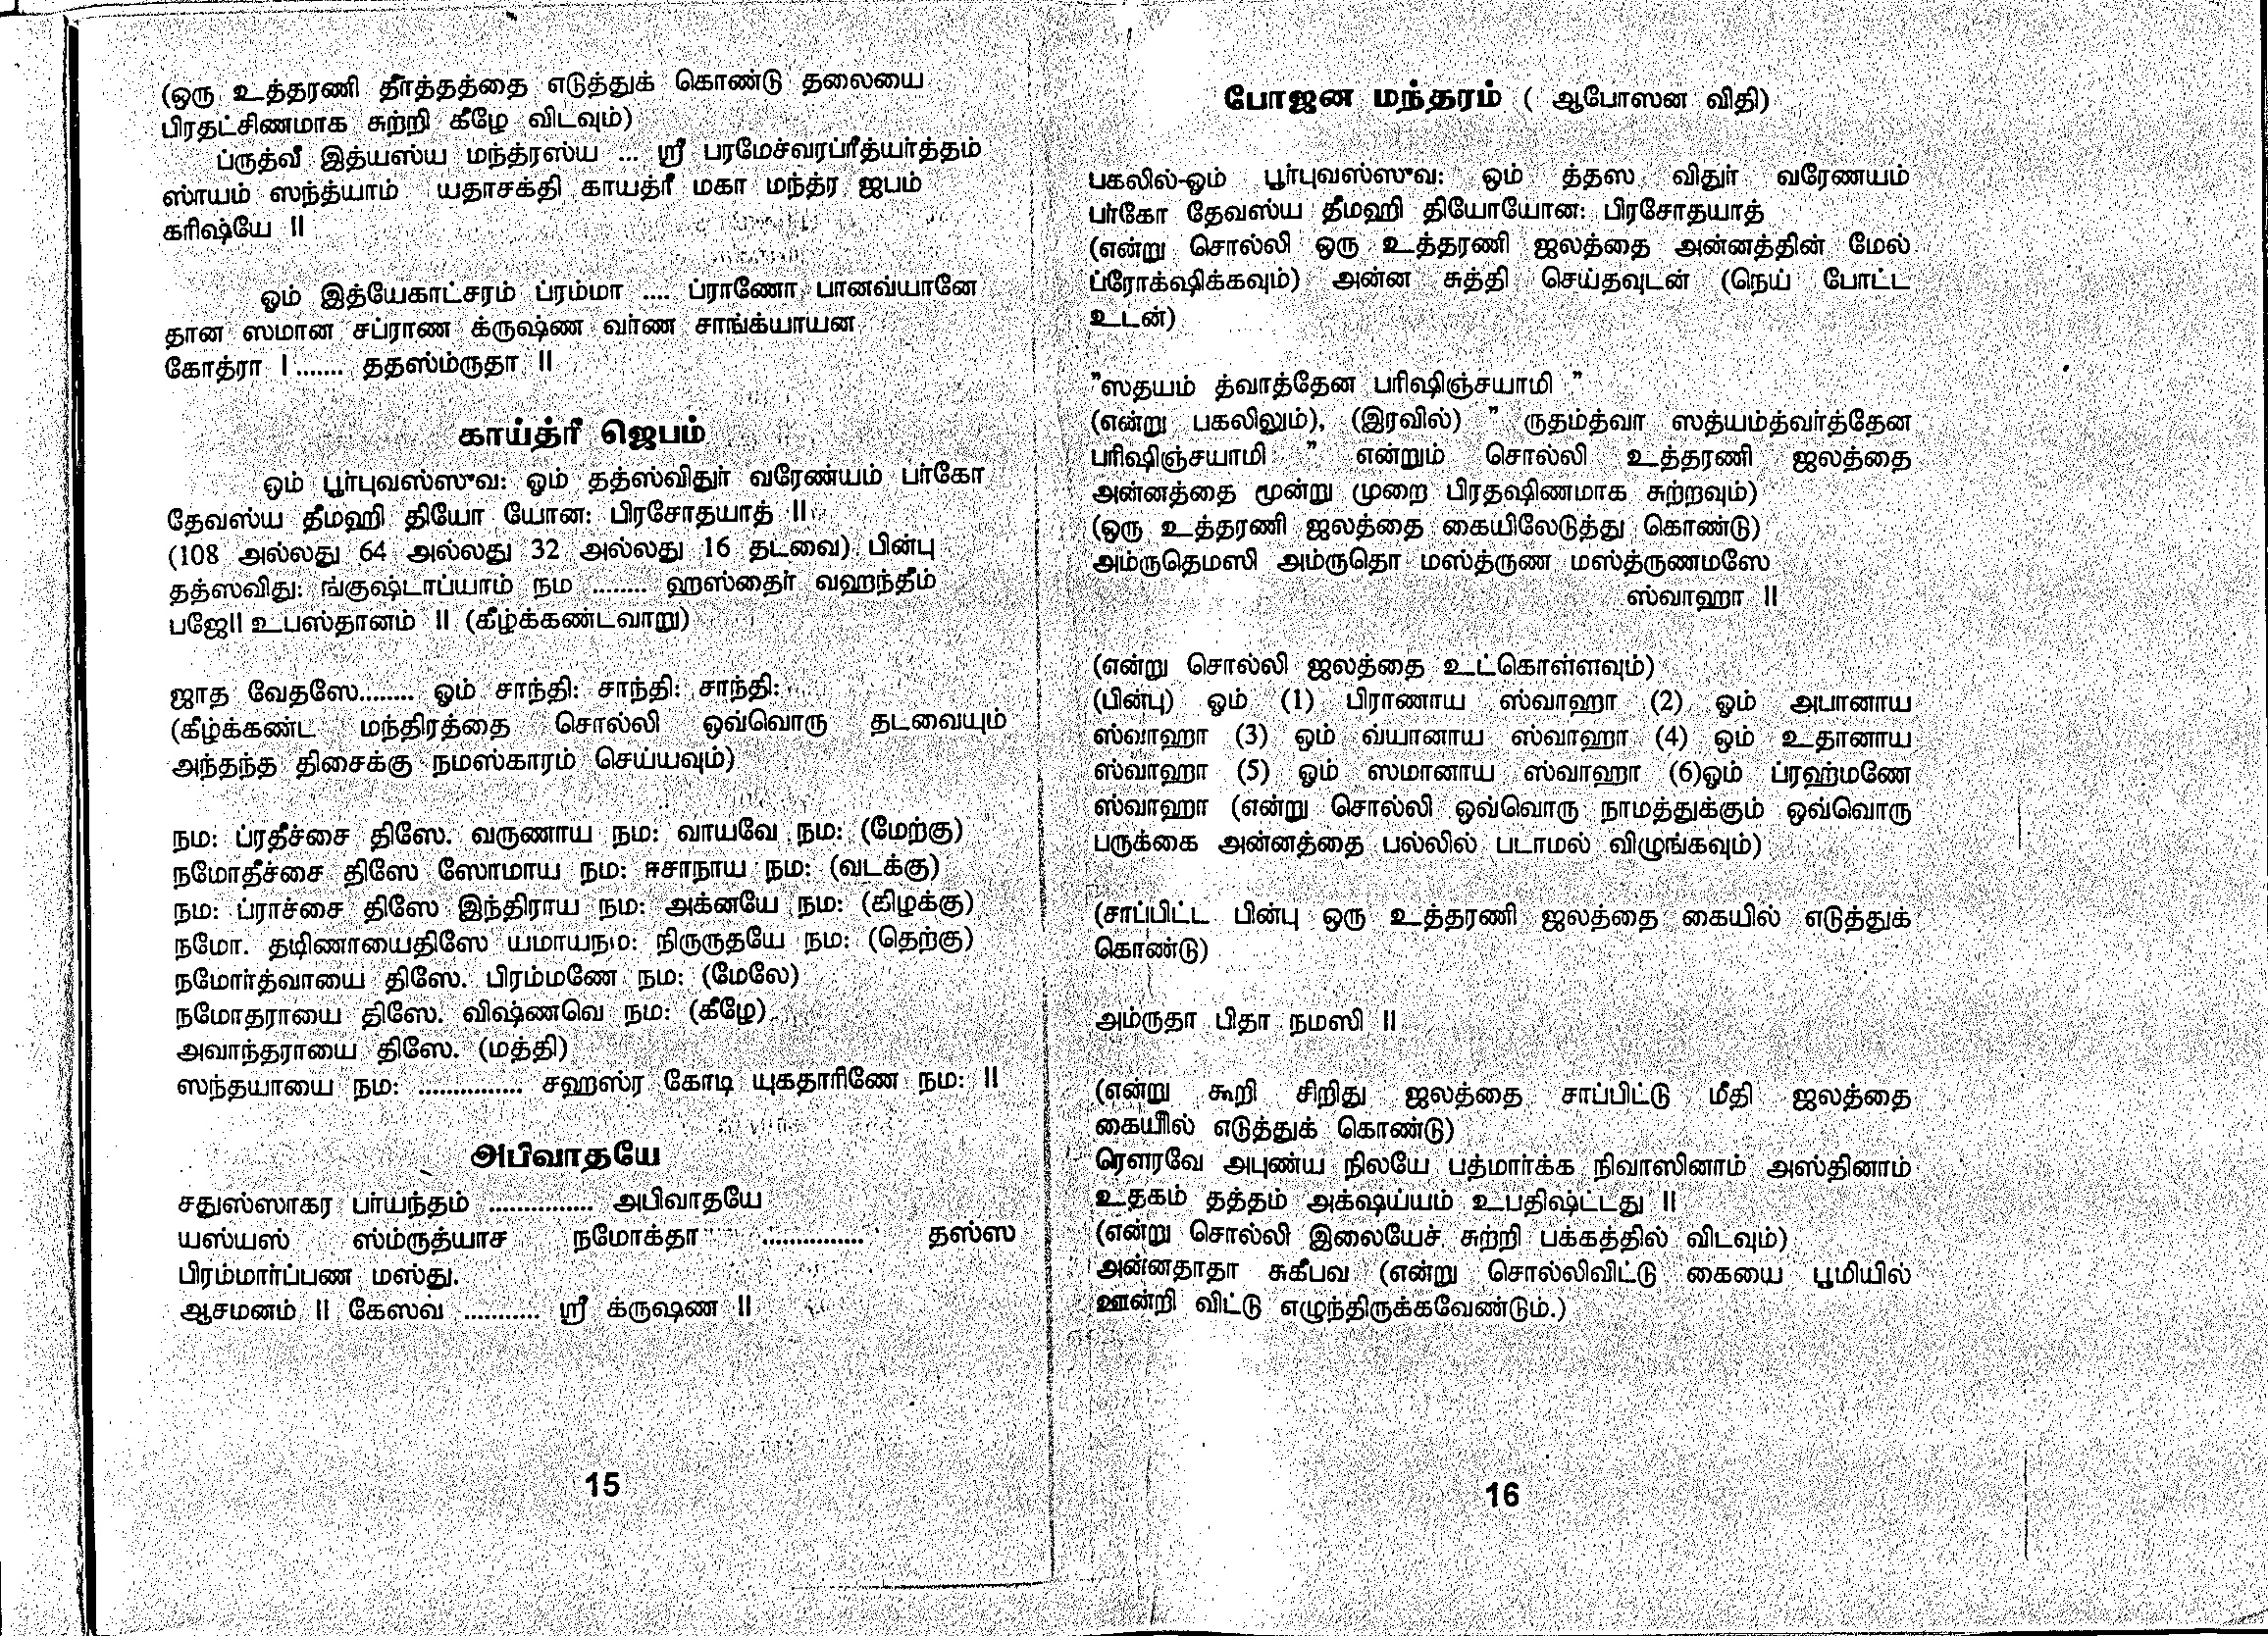 (ஒரு உத்தரணி தீர்த்தத்தை எடுத்துக் கொண்டு தலையை
பிரதட்சிணமாக சுற்றி கீழே விடவும்)
ப்ருத்வீ இத்யஸ்ய மந்த்ரஸ்ய ... ஸ்ரீ பரமேச்வரப்ரீத்யர்த்தம்
ஸாயம் ஸந்த்யாம் யதாசக்தி காயத்ரீ மகா மந்த்ர ஜபம்
கரிஷ்யே ॥
ஓம் இத்யேகாட்சரம் ப்ரம்மா .... ப்ராணோ பானவ்யானே
தான ஸமான சப்ராண க்ருஷ்ண வர்ண சாங்க்யாயன
கோத்ரா । ....... ததஸ்ம்ருதா ॥
காய்த்ரீ ஜெபம்
ஒம் பூர்புவஸ்ஸுவ: ஓம் தத்ஸ்விதுர் வரேண்யம் பர்கோ
தேவஸ்ய தீமஹி தியோ யோன: பிரசோதயாத் ॥
(108 அல்லது 64 அல்லது 32 அல்லது 16 தடவை) பின்பு
தத்ஸவிது: ங்குஷ்டாப்யாம் நம ........ ஹஸ்தைர் வஹந்தீம்
பஜே॥ உபஸ்தானம் ॥ (கீழ்க்கண்டவாறு)
ஜாத வேதஸே........ ஓம் சாந்தி: சாந்தி: சாந்தி:
(கீழ்க்கண்ட மந்திரத்தை சொல்லி ஒவ்வொரு தடவையும்
அந்தந்த திசைக்கு நமஸ்காரம் செய்யவும்)
நம: ப்ரதீச்சை திஸே. வருணாய நம: வாயவே நம: (மேற்கு)
நமோதீச்சை திஸே ஸோமாய நம: ஈசாநாய நம: (வடக்கு)
நம: ப்ராச்சை திஸே இந்திராய நம: அக்னயே நம: (கிழக்கு)
நமோ. தஷிணாயைதிஸே யமாயநம: நிருருதயே நம: (தெற்கு)
நமோர்த்வாயை திஸே. பிரம்மணே நம: (மேலே)
நமோதராயை திஸே. விஷ்ணவெ நம: (கீழே)
அவாந்தராயை திஸே. (மத்தி)
ஸந்தயாயை நம: ............... சஹஸ்ர கோடி யுகதாரிணே நம: ॥
அபிவாதயே
சதுஸ்ஸாகர பர்யந்தம் ............... அபிவாதயே
யஸ்யஸ் ஸ்ம்ருத்யாச நமோக்தா ............... தஸ்ஸ
பிரம்மார்ப்பண மஸ்து.
ஆசமனம் ॥ கேஸவ ........... ஸ்ரீ க்ருஷண ॥
15
போஜன மந்தரம் ( ஆபோஸன விதி)
பகலில்-ஓம் பூர்புவஸ்ஸுவ: ஒம் த்தஸ விதுர் வரேணயம்
பர்கோ தேவஸ்ய தீமஹி தியோயோன: பிரசோதயாத்
(என்று சொல்லி ஒரு உத்தரணி ஜலத்தை அன்னத்தின் மேல்
ப்ரோக்ஷிக்கவும்) அன்ன சுத்தி செய்தவுடன் (நெய் போட்ட
உடன்)
"ஸதயம் த்வாத்தேன பரிஷிஞ்சயாமி "
(என்று பகலிலும்), (இரவில்) " ருதம்த்வா ஸத்யம்த்வர்த்தேன
பரிஷிஞ்சயாமி " என்றும் சொல்லி உத்தரணி ஜலத்தை
அன்னத்தை மூன்று முறை பிரதஷிணமாக சுற்றவும்)
(ஒரு உத்தரணி ஜலத்தை கையிலேடுத்து கொண்டு)
அம்ருதெமஸி அம்ருதொ மஸ்த்ருண மஸ்த்ருணமஸே
ஸ்வாஹா ॥
(என்று சொல்லி ஜலத்தை உட்கொள்ளவும்)
(பின்பு) ஓம் (1) பிராணாய ஸ்வாஹா (2) ஓம் அபானாய
ஸ்வாஹா (3) ஒம் வ்யானாய ஸ்வாஹா (4) ஒம் உதானாய
ஸ்வாஹா (5) ஓம் ஸமானாய ஸ்வாஹா (6)ஓம் ப்ரஹ்மணே
ஸ்வாஹா (என்று சொல்லி ஒவ்வொரு நாமத்துக்கும் ஒவ்வொரு
பருக்கை அன்னத்தை பல்லில் படாமல் விழுங்கவும்)
(சாப்பிட்ட பின்பு ஒரு உத்தரணி ஜலத்தை கையில் எடுத்துக்
கொண்டு)
அம்ருதா பிதா நமஸி ॥
(என்று கூறி சிறிது ஜலத்தை சாப்பிட்டு மீதி ஜலத்தை
கையில் எடுத்துக் கொண்டு)
ரௌரவே அபுண்ய நிலயே பத்மார்க்க நிவாஸினாம் அஸ்தினாம்
உதகம் தத்தம் அக்ஷய்யம் உபதிஷ்ட்டது ॥
(என்று சொல்லி இலையேச் சுற்றி பக்கத்தில் விடவும்)
அன்னதாதா சுகீபவ (என்று சொல்லிவிட்டு கையை பூமியில்
ஊன்றி விட்டு எழுந்திருக்கவேண்டும்.)
16